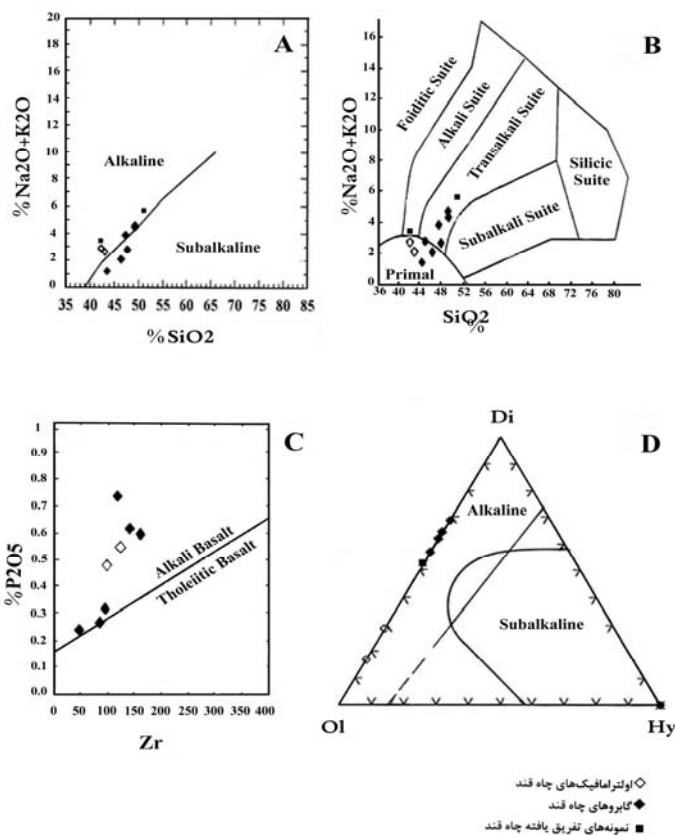 A
%Na2O+K2O
20
18
16
14
12
10
8
6
4
2
0
Alkaline
Subalkaline
35 40 45 50 55 60 65 70 75 80 85
% SiO2
B
%Na2O+K2O
16
14
12
10
8
6
4
2
0
Foiditic Suite
Alkali Suite
Transalkali Suite
Silicic
Suite
Subalkali Suite
Primal
36 44 48 52 56 60 64 68 72 76 80
SiO2
%
C
%P2O5
1
0.9
0.8
0.7
0.6
0.5
0.4
0.3
0.2
0.1
0.0
Alkali Basalt
Tholeiitic Basalt
0 50 100 150 200 250 300 350 400
Zr
D
Di
Alkaline
Subalkaline
Ol
Hy
اولترامافیک‌های چاه قند
گابروهای چاه قند
نمونه‌های تفریق یافته چاه قند